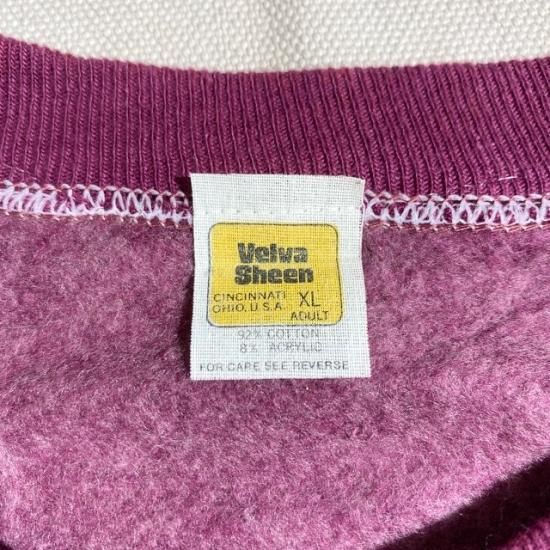 Velva
Sheen
CINCINNATI
OHIO, U.S.A.
XL
ADULT
92% COTTON
8% ACRYLIC
FOR CARE SEE REVERSE